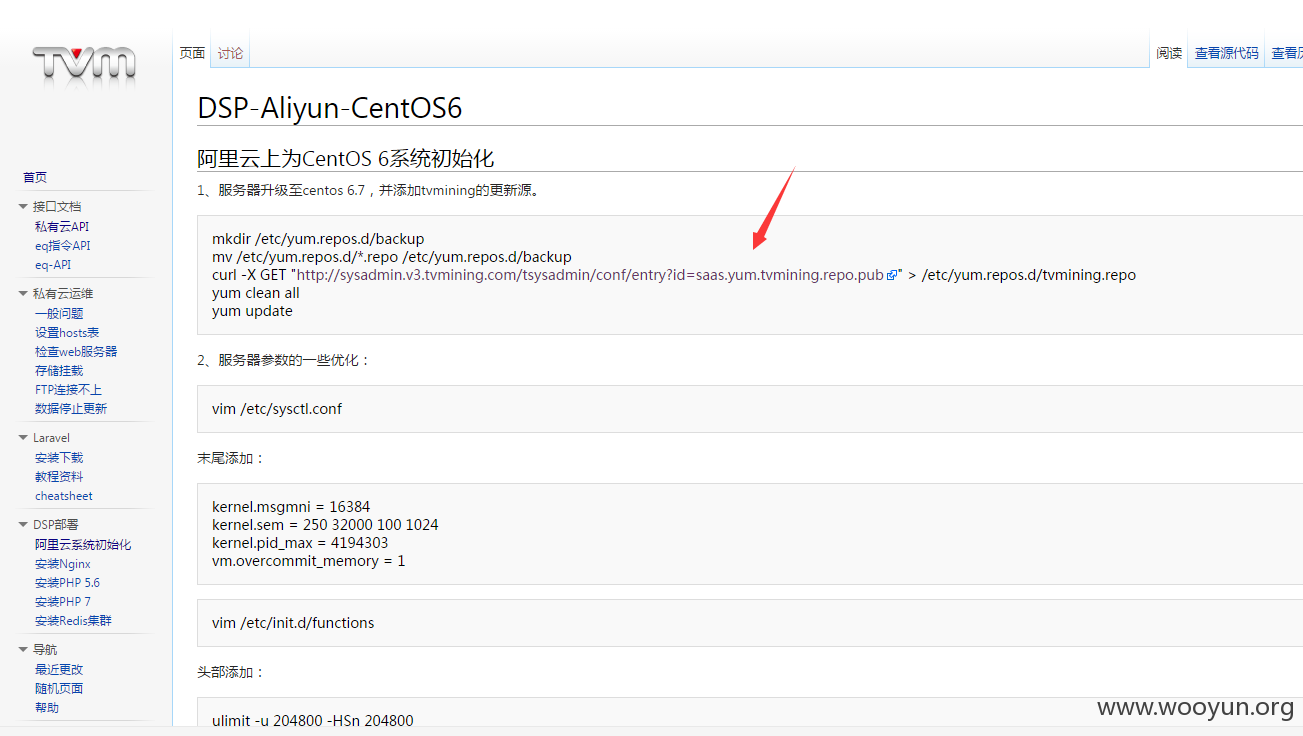 TVM
页面
讨论
阅读
查看源代码
查看历
DSP-Aliyun-CentOS6
首页
接口文档
私有云API
eq指令API
eq-API
私有云运维
一般问题
设置hosts表
检查web服务器
存储挂载
FTP连接不上
数据停止更新
Laravel
安装下载
教程资料
cheatsheet
DSP部署
阿里云系统初始化
安装Nginx
安装PHP 5.6
安装PHP 7
安装Redis集群
导航
最近更改
随机页面
帮助
阿里云上为CentOS 6系统初始化
1、服务器升级至centos 6.7，并添加tvmining的更新源。
mkdir /etc/yum.repos.d/backup
mv /etc/yum.repos.d/*.repo /etc/yum.repos.d/backup
curl -X GET "http://sysadmin.v3.tvmining.com/tsysadmin/conf/entry?id=saas.yum.tvmining.repo.pub" > /etc/yum.repos.d/tvmining.repo
yum clean all
yum update
2、服务器参数的一些优化：
vim /etc/sysctl.conf
末尾添加：
kernel.msgmni = 16384
kernel.sem = 250 32000 100 1024
kernel.pid_max = 4194303
vm.overcommit_memory = 1
vim /etc/init.d/functions
头部添加：
ulimit -u 204800 -HSn 204800
www.wooyun.org